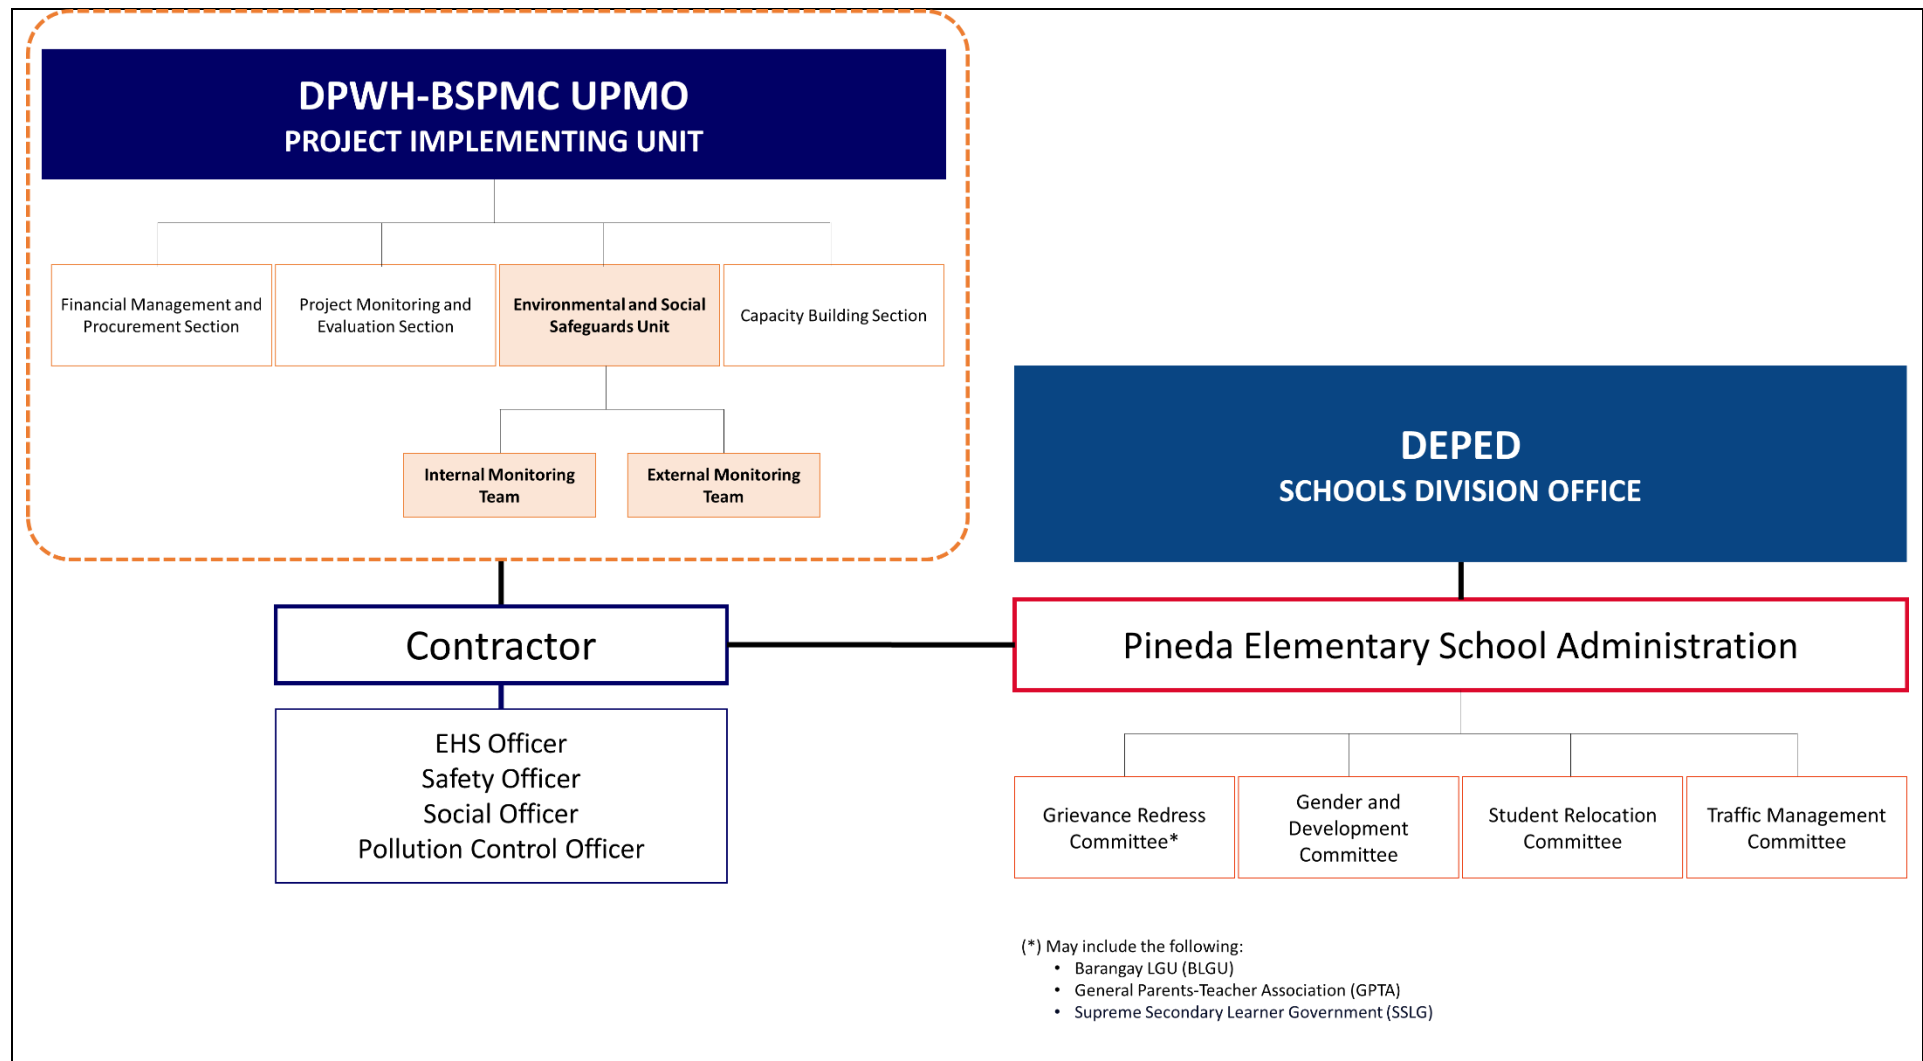 DPWH-BSPMC UPMO
PROJECT IMPLEMENTING UNIT
Financial Management and
Procurement Section
Project Monitoring and
Evaluation Section
Environmental and Social
Safeguards Unit
Capacity Building Section
Internal Monitoring
Team
External Monitoring
Team
DEPED
SCHOOLS DIVISION OFFICE
Contractor
Pineda Elementary School Administration
EHS Officer
Safety Officer
Social Officer
Pollution Control Officer
Grievance Redress
Committee*
Gender and
Development
Committee
Student Relocation
Committee
Traffic Management
Committee
(*) May include the following:
• Barangay LGU (BLGU)
• General Parents-Teacher Association (GPTA)
• Supreme Secondary Learner Government (SSLG)